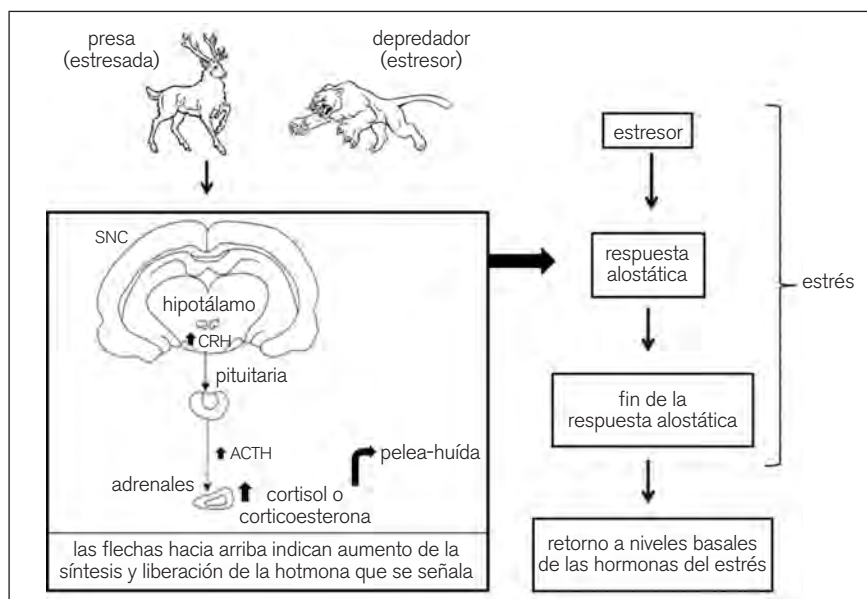 presa
(estresada)
depredador
(estresor)
SNC
hipotálamo
CRH
pituitaria
ACTH
adrenales
cortisol o
corticoesterona
pelea-huída
las flechas hacia arriba indican aumento de la
síntesis y liberación de la hotmona que se señala
estresor
respuesta
alostática
fin de la
respuesta alostática
estrés
retorno a niveles basales
de las hormonas del estrés